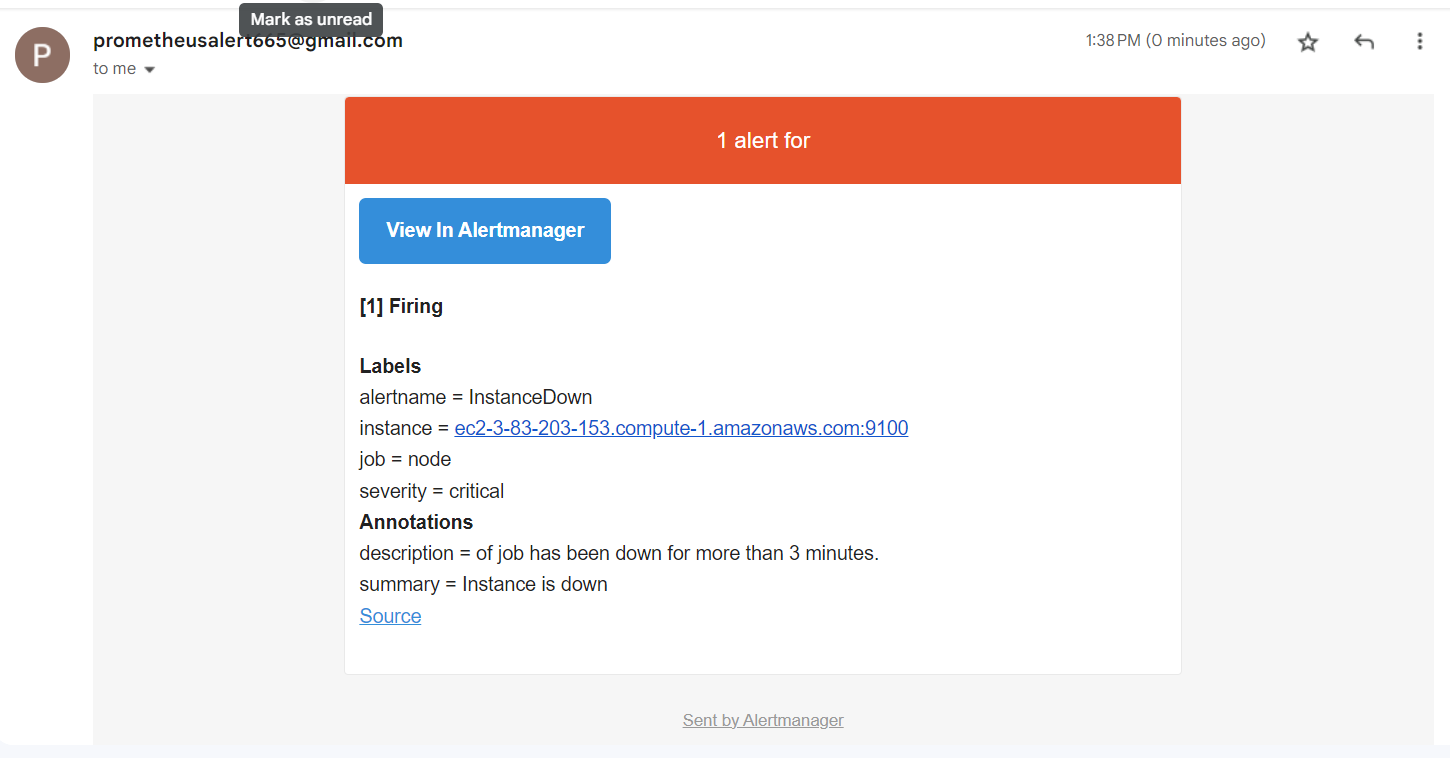 Mark as unread
prometheusalert665@gmail.com
1:38 PM (0 minutes ago)
P
to me
1 alert for
View In Alertmanager
[1] Firing
Labels
alertname = InstanceDown
instance = ec2-3-83-203-153.compute-1.amazonaws.com:9100
job = node
severity = critical
Annotations
description = of job has been down for more than 3 minutes.
summary = Instance is down
Source
Sent by Alertmanager